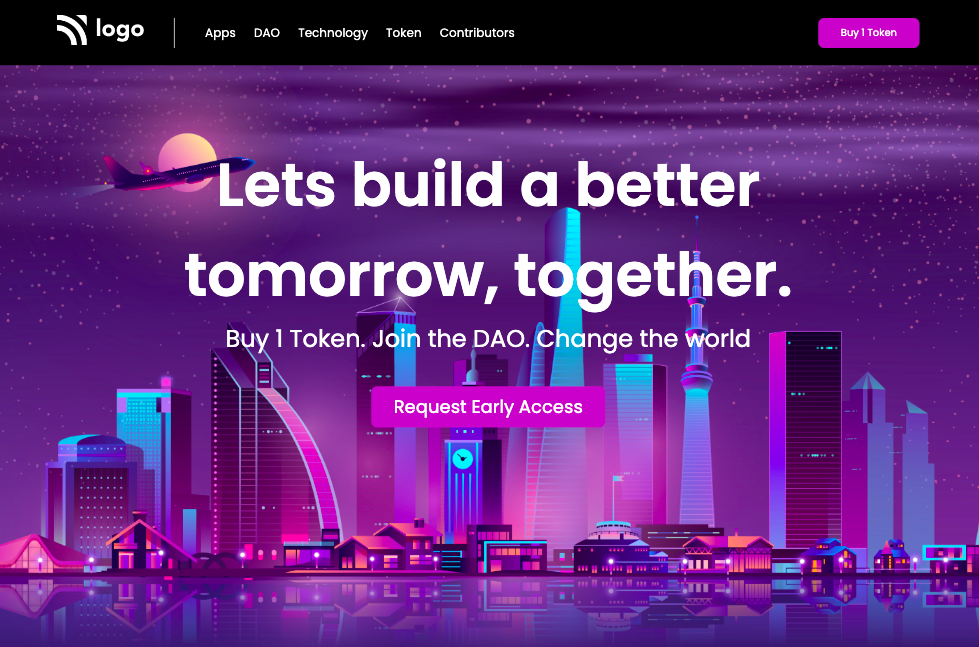 logo
Apps DAO Technology Token Contributors
Buy 1 Token
Lets build a better
tomorrow, together.
Buy 1 Token. Join the DAO. Change the world
Request Early Access